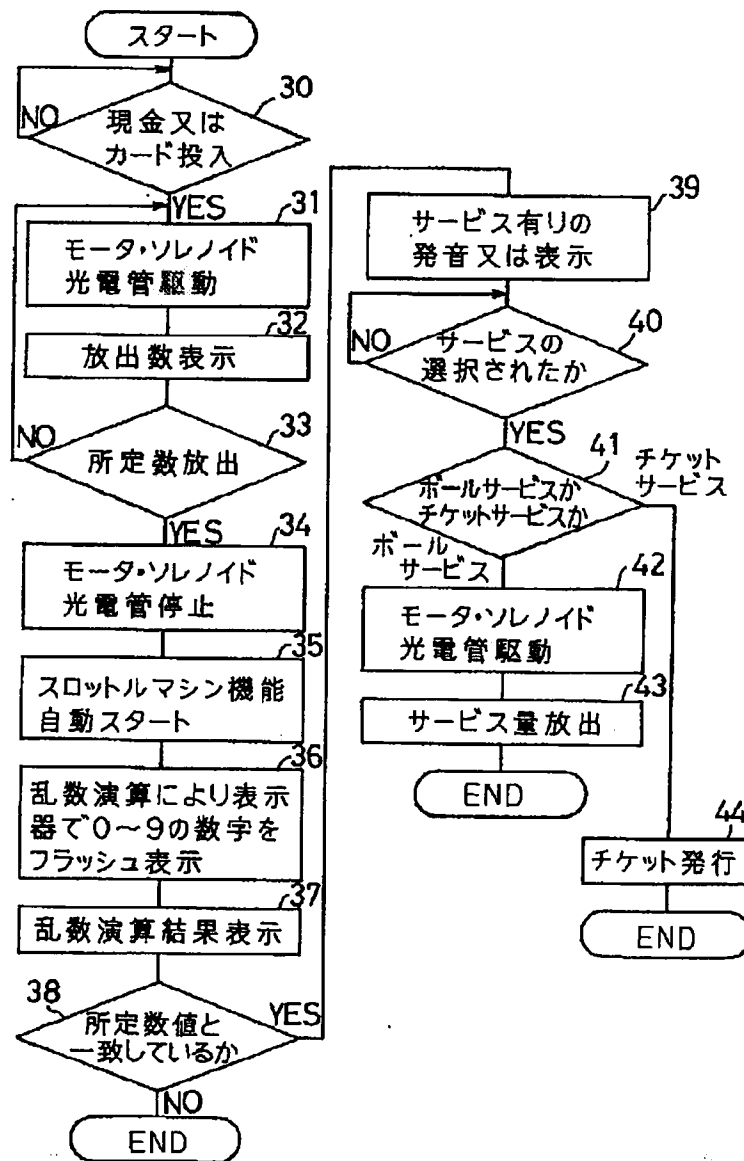 スタート
30
NO
現金又は
カード投入
YES
31
モータ・ソレノイド
光電管駆動
32
放出数表示
33
NO
所定数放出
YES
34
モータ・ソレノイド
光電管停止
35
スロットルマシン機能
自動スタート
36
乱数演算により表示
器で0〜9の数字を
フラッシュ表示
37
乱数演算結果表示
38
所定数値と
一致しているか
YES
NO
END
39
サービス有りの
発音又は表示
40
NO
サービスの
選択されたか
YES
41
ボールサービスか
チケットサービスか
チケット
サービス
ボール
サービス
42
モータ・ソレノイド
光電管駆動
43
サービス量放出
END
44
チケット発行
END